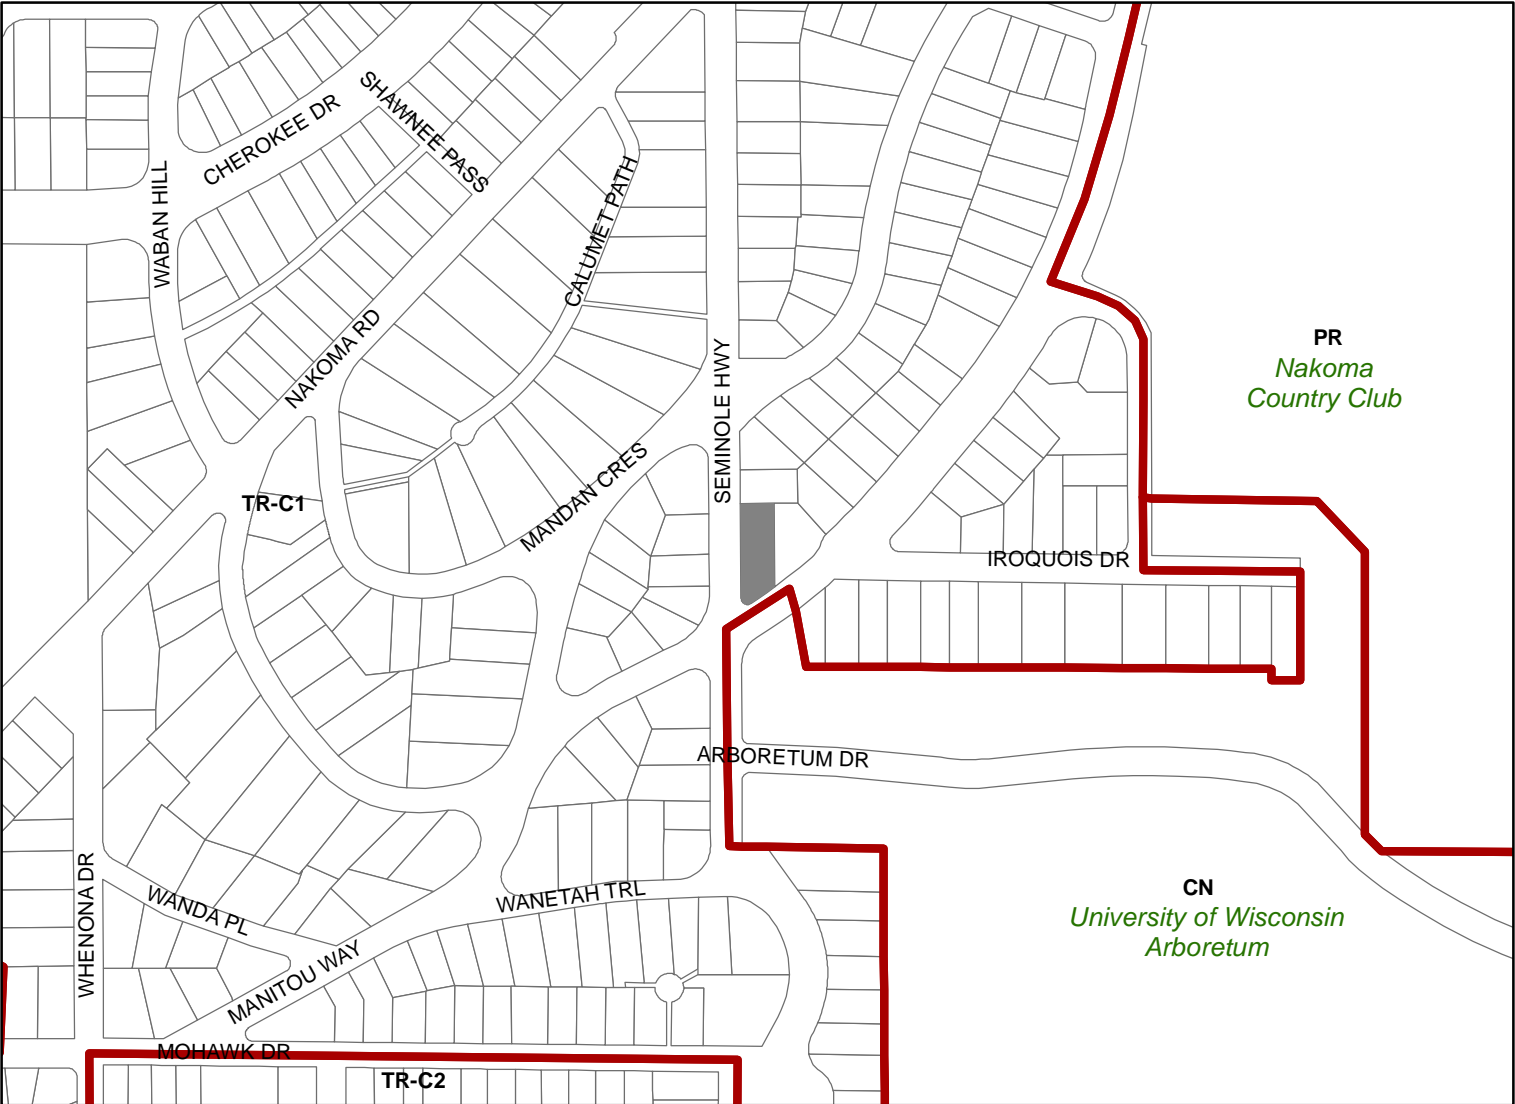 SHAWNEE PASS
CHEROKEE DR
WABAN HILL
CALUMET PATH
NAKOMA RD
SEMINOLE HWY
PR
Nakoma
Country Club
MANDAN CRES
TR-C1
IROQUOIS DR
ARBORETUM DR
WHENONA DR
WANDA PL
WANETAH TRL
CN
University of Wisconsin
Arboretum
MANITOU WAY
MOHAWK DR
TR-C2